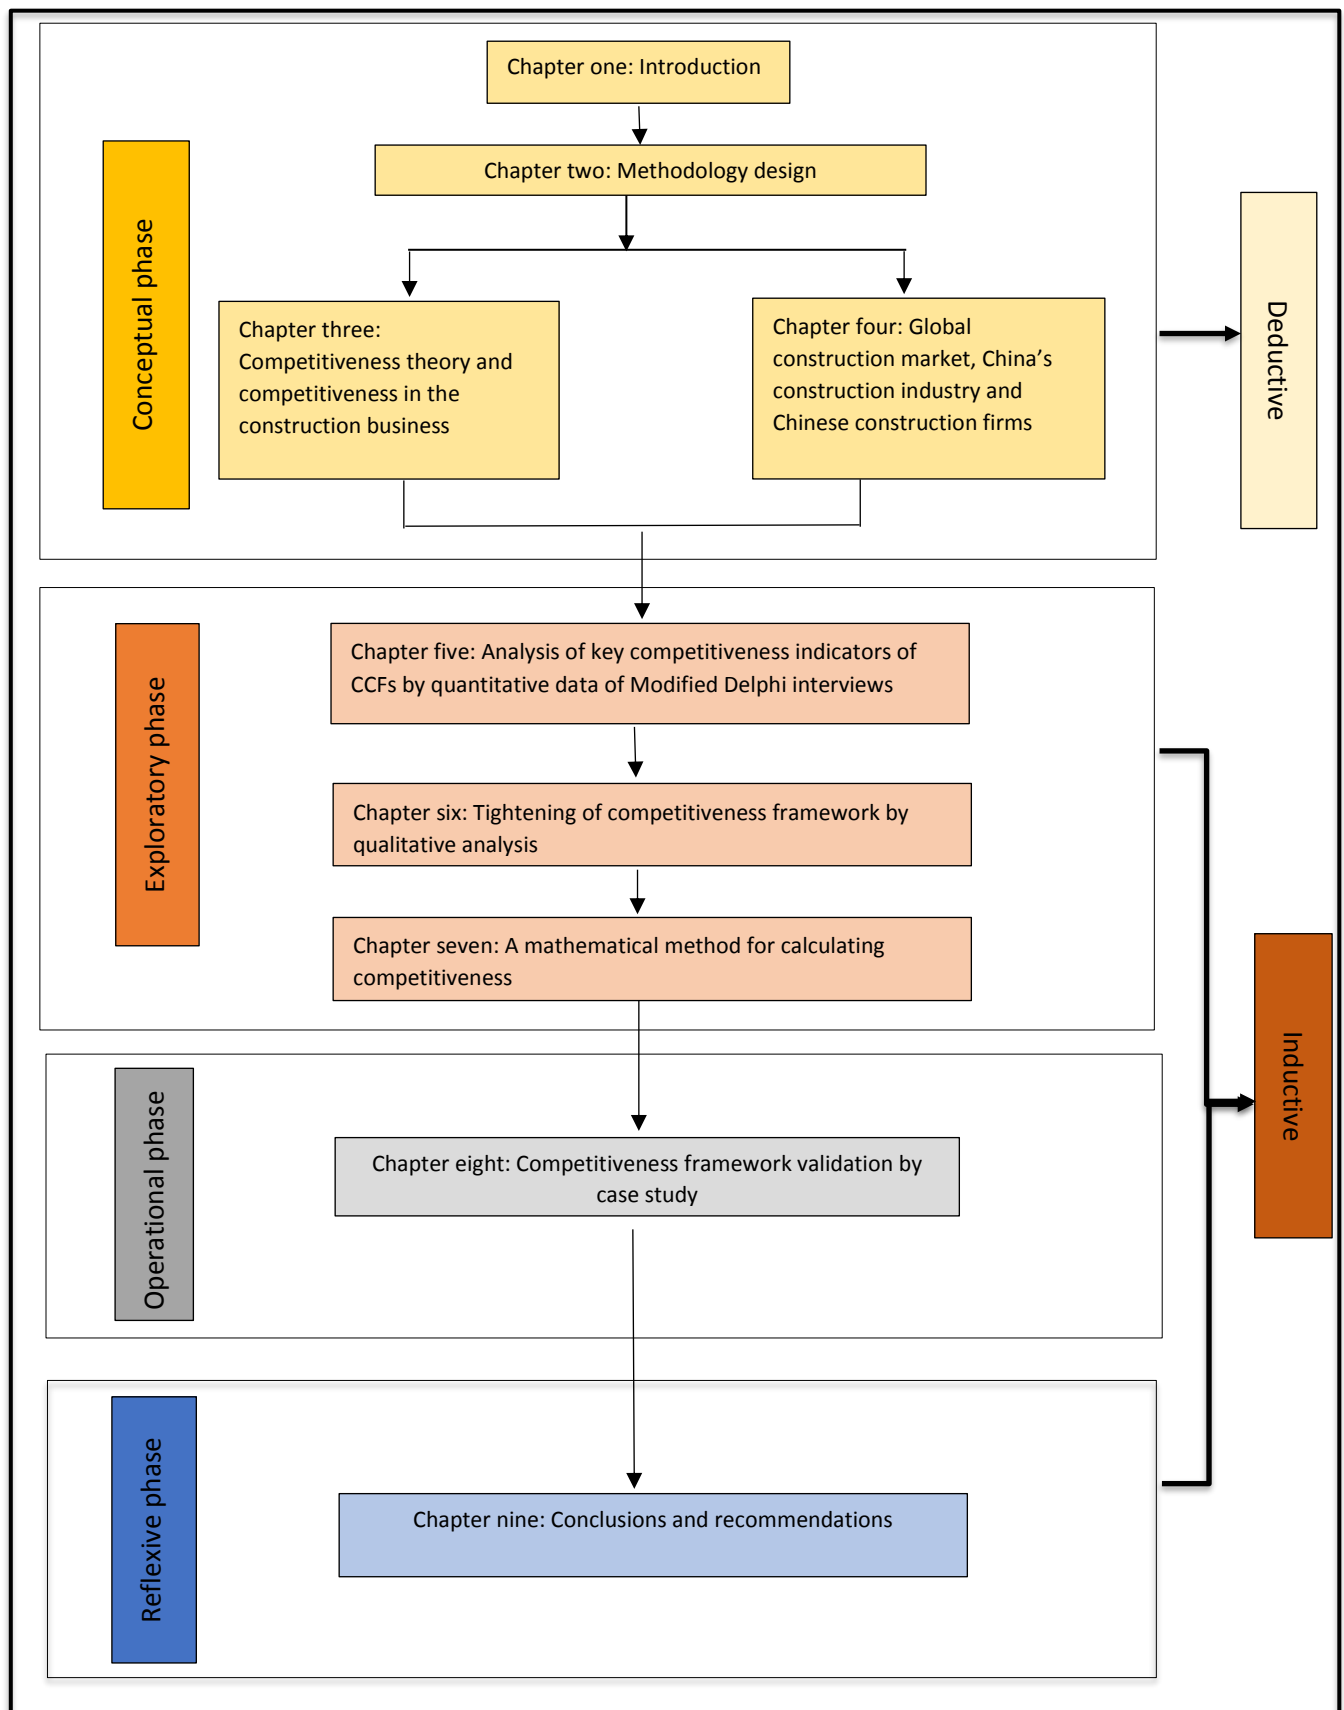 Chapter one: Introduction
Chapter two: Methodology design
Conceptual phase
Chapter three:
Competitiveness theory and
competitiveness in the
construction business
Chapter four: Global
construction market, China’s
construction industry and
Chinese construction firms
Deductive
Exploratory phase
Chapter five: Analysis of key competitiveness indicators of
CCFs by quantitative data of Modified Delphi interviews
Chapter six: Tightening of competitiveness framework by
qualitative analysis
Chapter seven: A mathematical method for calculating
competitiveness
Inductive
Operational phase
Chapter eight: Competitiveness framework validation by
case study
Reflexive phase
Chapter nine: Conclusions and recommendations